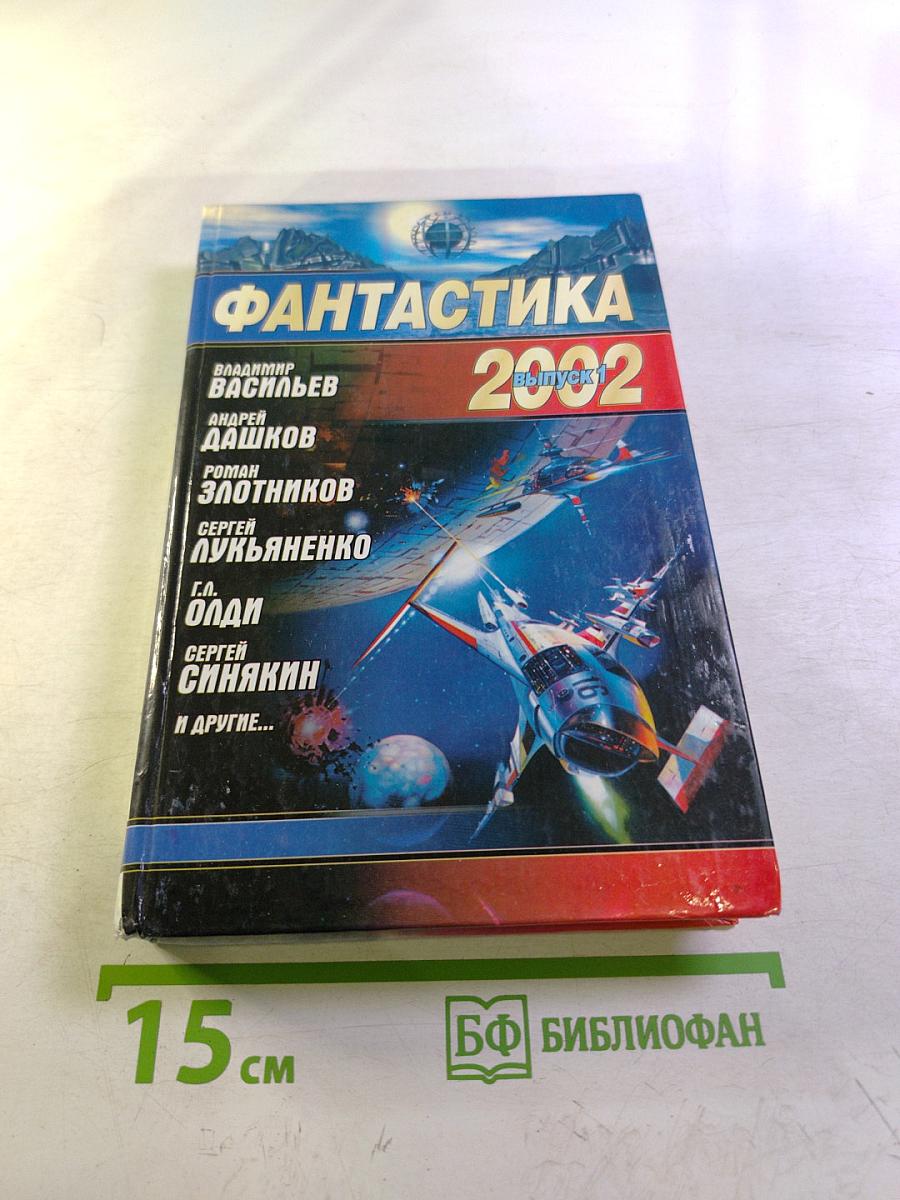 ФАНТАСТИКА
2002
выпуск 1
ВЛАДИМИР
ВАСИЛЬЕВ
АНДРЕЙ
ДАШКОВ
РОМАН
ЗЛОТНИКОВ
СЕРГЕЙ
ЛУКЬЯНЕНКО
Г.Л.
ОЛДИ
СЕРГЕЙ
СИНЯКИН
И ДРУГИЕ...
16
15 см
БФ БИБЛИОФАН